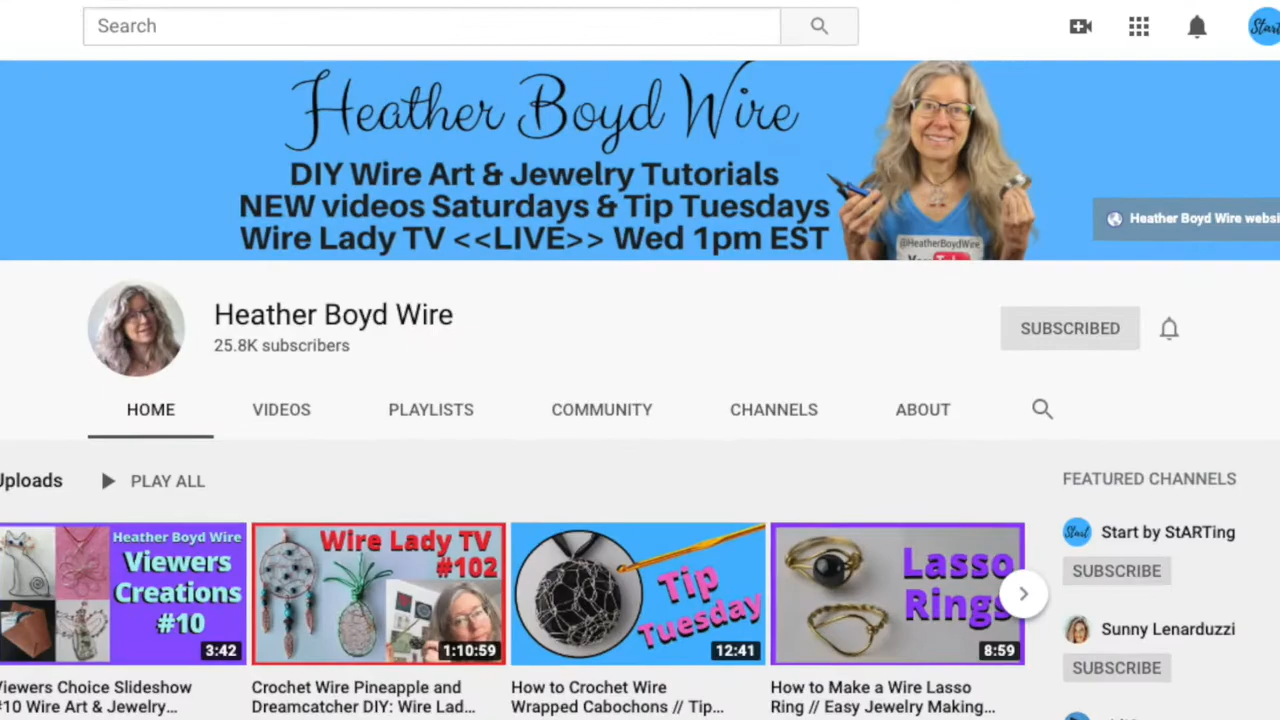 Search
Start
Heather Boyd Wire
DIY Wire Art & Jewelry Tutorials
NEW videos Saturdays & Tip Tuesdays
Wire Lady TV <<LIVE>> Wed 1pm EST
@HeatherBoydWire
Heather Boyd Wire websi
Heather Boyd Wire
25.8K subscribers
SUBSCRIBED
HOME VIDEOS PLAYLISTS COMMUNITY CHANNELS ABOUT
Uploads PLAY ALL
FEATURED CHANNELS
Heather Boyd Wire
Viewers
Creations
#10
3:42
Wire Lady TV
#102
1:10:59
Tip
Tuesday
12:41
Lasso
Rings
8:59
Viewers Choice Slideshow
#10 Wire Art & Jewelry…
Crochet Wire Pineapple and
Dreamcatcher DIY: Wire Lad…
How to Crochet Wire
Wrapped Cabochons // Tip…
How to Make a Wire Lasso
Ring // Easy Jewelry Making…
Start
Start by StARTing
SUBSCRIBE
Sunny Lenarduzzi
SUBSCRIBE